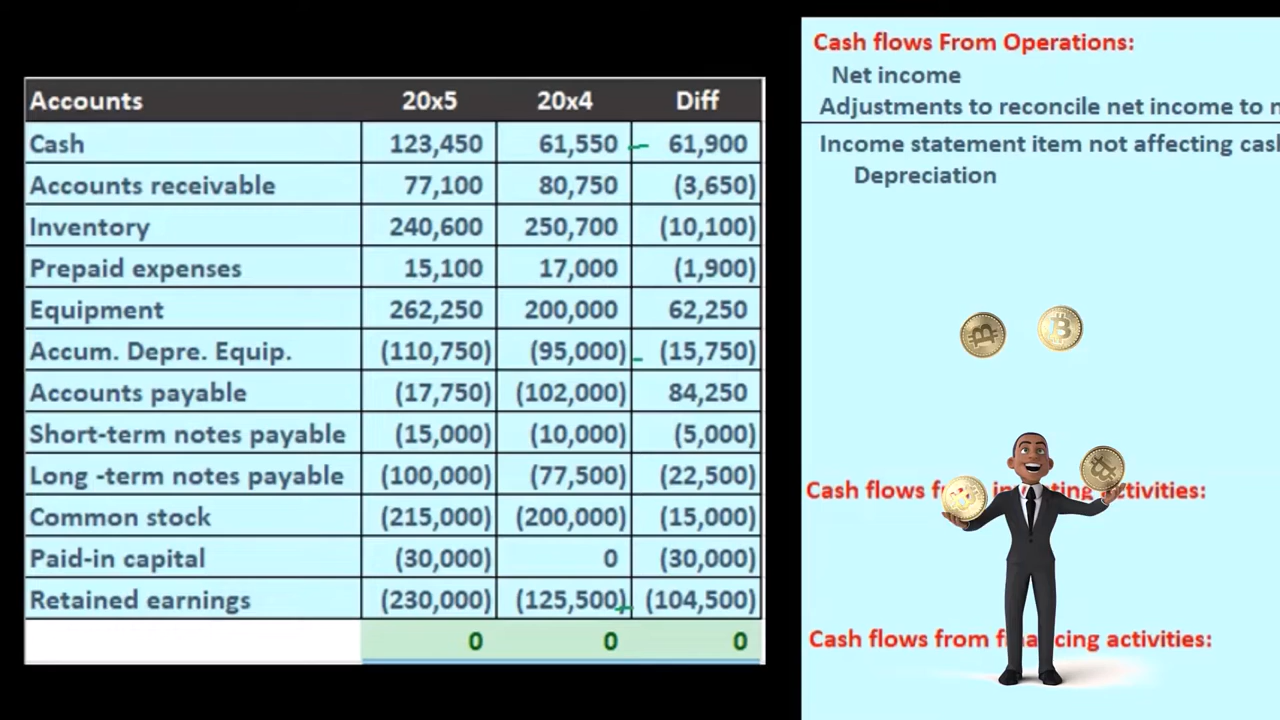 Accounts 20x5 20x4 Diff
Cash 123,450 61,550 61,900
Accounts receivable 77,100 80,750 (3,650)
Inventory 240,600 250,700 (10,100)
Prepaid expenses 15,100 17,000 (1,900)
Equipment 262,250 200,000 62,250
Accum. Depre. Equip. (110,750) (95,000) (15,750)
Accounts payable (17,750) (102,000) 84,250
Short-term notes payable (15,000) (10,000) (5,000)
Long -term notes payable (100,000) (77,500) (22,500)
Common stock (215,000) (200,000) (15,000)
Paid-in capital (30,000) 0 (30,000)
Retained earnings (230,000) (125,500) (104,500)
0 0 0
Cash flows From Operations:
Net income
Adjustments to reconcile net income to n
Income statement item not affecting cash
Depreciation
Cash flows from investing activities:
Cash flows from financing activities: